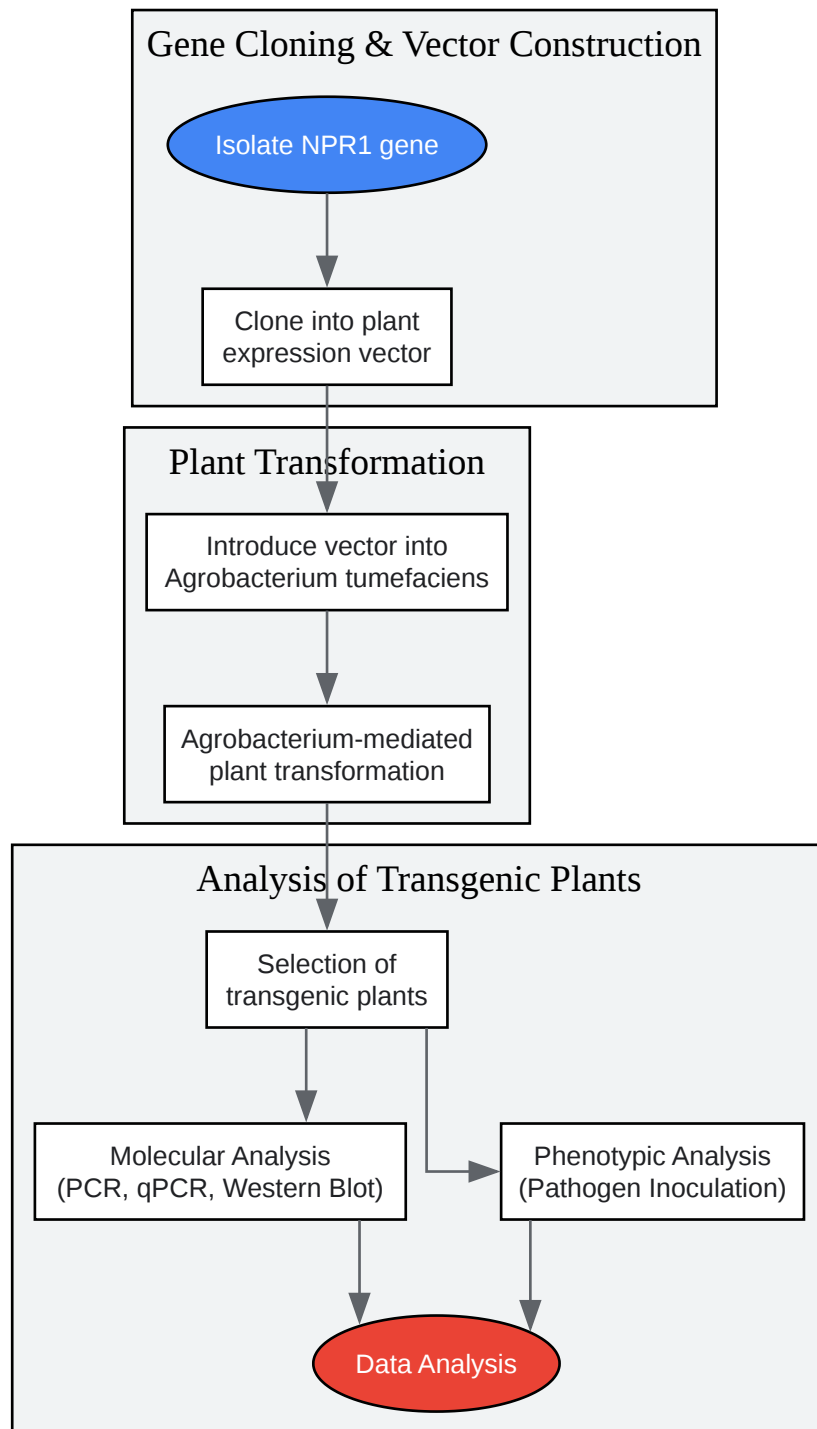 Gene Cloning & Vector Construction
Isolate NPR1 gene
Clone into plant
expression vector
Plant Transformation
Introduce vector into
Agrobacterium tumefaciens
Agrobacterium-mediated
plant transformation
Analysis of Transgenic Plants
Selection of
transgenic plants
Molecular Analysis
(PCR, qPCR, Western Blot)
Phenotypic Analysis
(Pathogen Inoculation)
Data Analysis